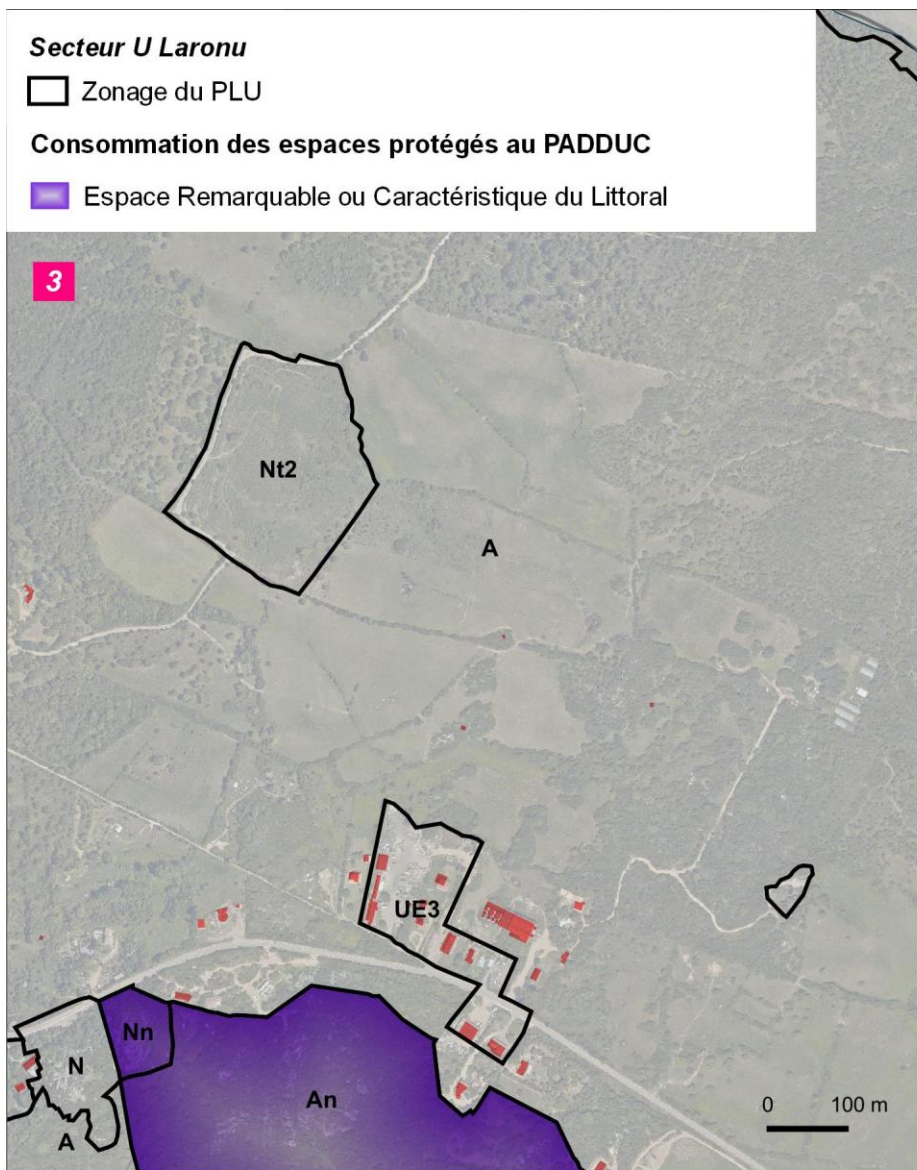 Secteur U Laronu
Zonage du PLU
Consommation des espaces protégés au PADDUC
Espace Remarquable ou Caractéristique du Littoral
3
Nt2
A
UE3
Nn
N
An
A
0 100 m